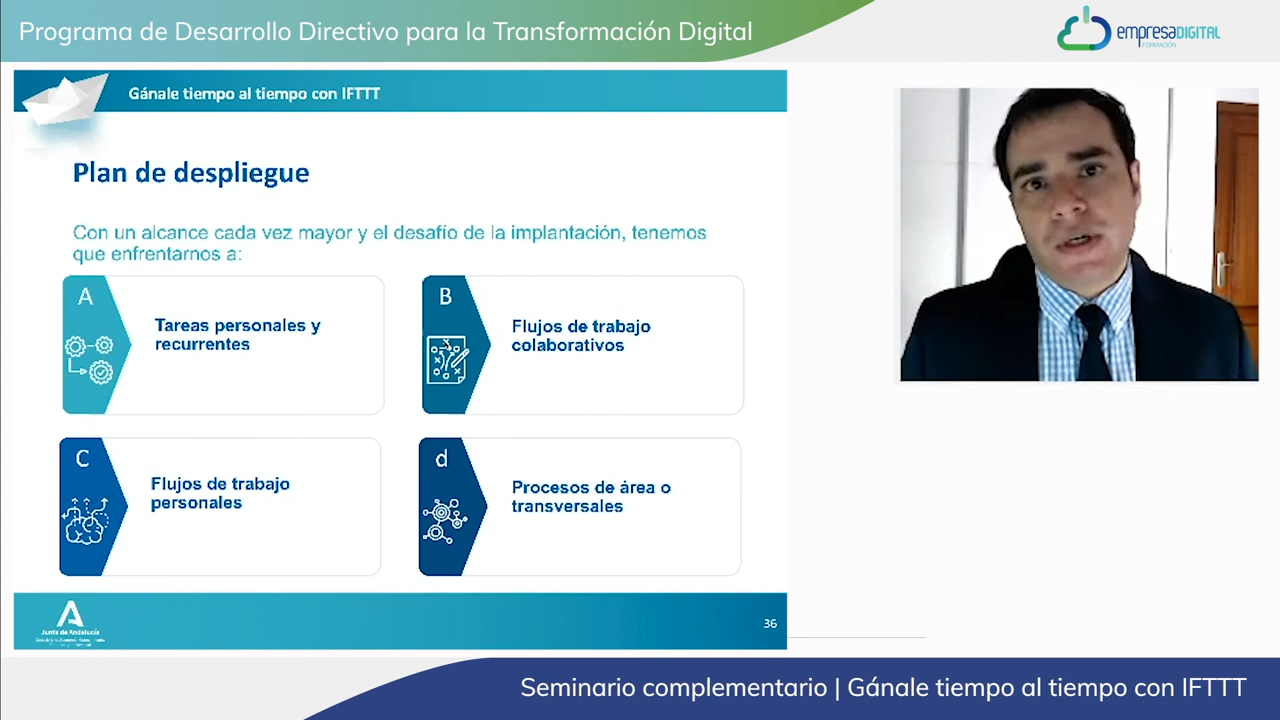 Programa de Desarrollo Directivo para la Transformación Digital
empresaDIGITAL
FORMACIÓN
Gánale tiempo al tiempo con IFTTT
Plan de despliegue
Con un alcance cada vez mayor y el desafío de la implantación, tenemos
que enfrentarnos a:
A
Tareas personales y
recurrentes
B
Flujos de trabajo
colaborativos
C
Flujos de trabajo
personales
d
Procesos de área o
transversales
Junta de Andalucía
36
Seminario complementario | Gánale tiempo al tiempo con IFTTT